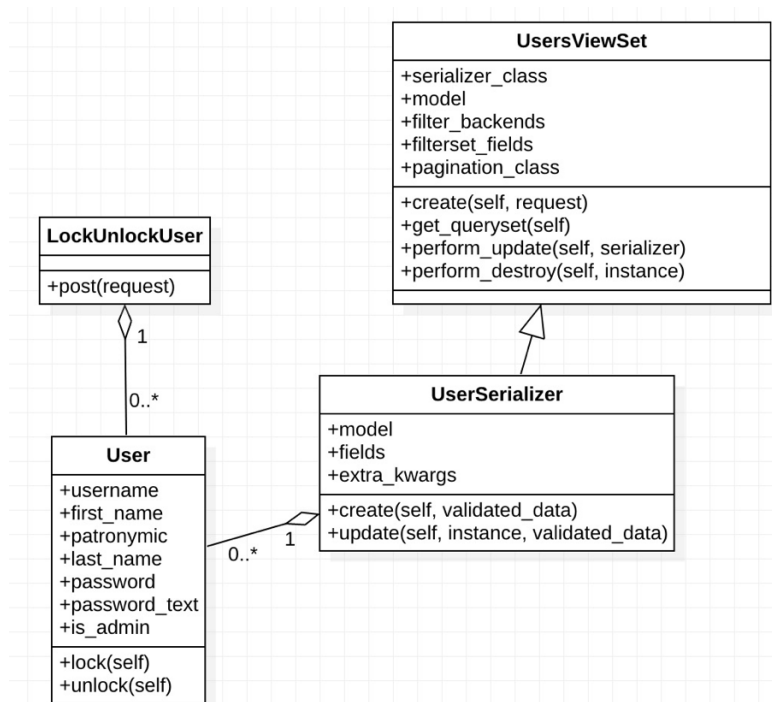 UsersViewSet
+serializer_class
+model
+filter_backends
+filterset_fields
+pagination_class
+create(self, request)
+get_queryset(self)
+perform_update(self, serializer)
+perform_destroy(self, instance)
LockUnlockUser
+post(request)
1
0..*
UserSerializer
+model
+fields
+extra_kwargs
+create(self, validated_data)
+update(self, instance, validated_data)
1
0..*
User
+username
+first_name
+patronymic
+last_name
+password
+password_text
+is_admin
+lock(self)
+unlock(self)